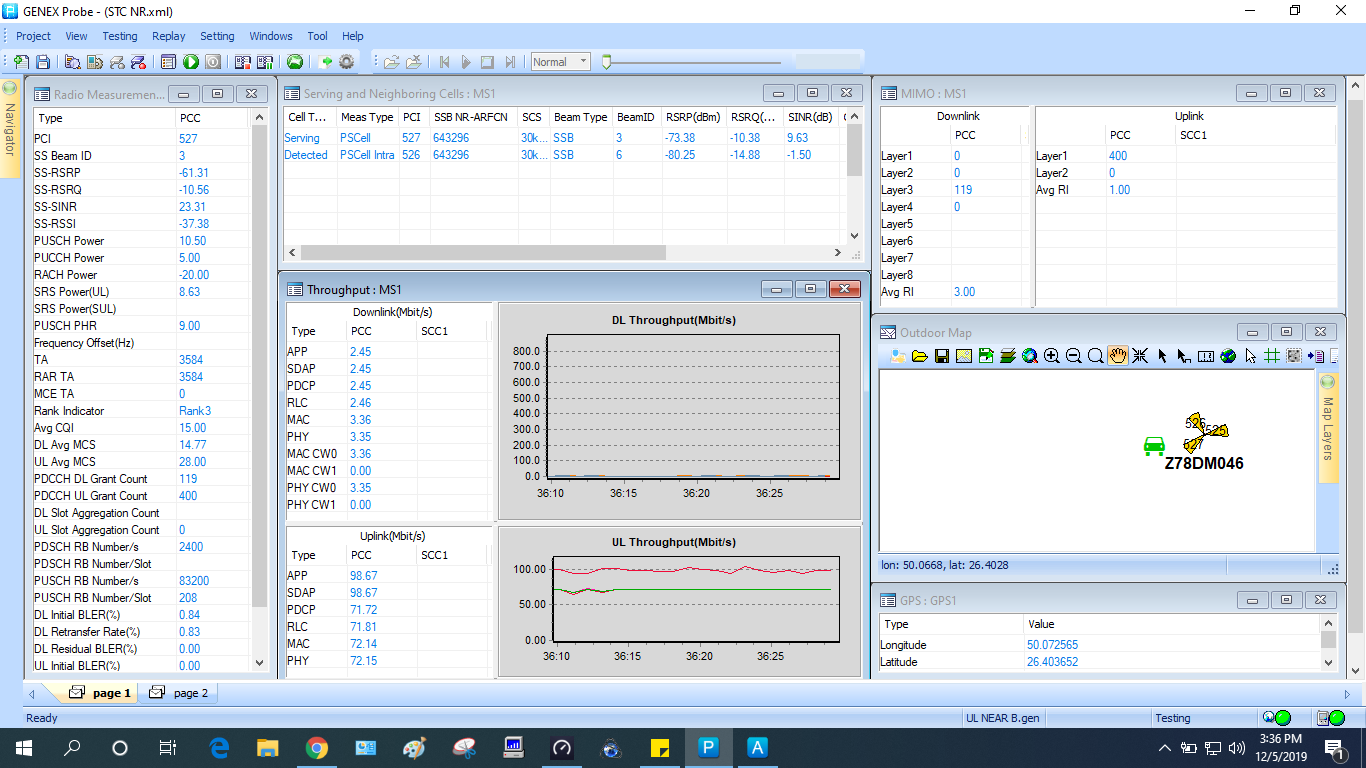 GENEX Probe - (STC NR.xml)
Project View Testing Replay Setting Windows Tool Help
Normal
Navigator
Radio Measuremen...
Type PCC
PCI 527
SS Beam ID 3
SS-RSRP -61.31
SS-RSRQ -10.56
SS-SINR 23.31
SS-RSSI -37.38
PUSCH Power 10.50
PUCCH Power 5.00
RACH Power -20.00
SRS Power(UL) 8.63
SRS Power(SUL)
PUSCH PHR 9.00
Frequency Offset(Hz)
TA 3584
RAR TA 3584
MCE TA 0
Rank Indicator Rank3
Avg CQI 15.00
DL Avg MCS 14.77
UL Avg MCS 28.00
PDCCH DL Grant Count 119
PDCCH UL Grant Count 400
DL Slot Aggregation Count
UL Slot Aggregation Count 0
PDSCH RB Number/s 2400
PDSCH RB Number/Slot
PUSCH RB Number/s 83200
PUSCH RB Number/Slot 208
DL Initial BLER(%) 0.84
DL Retransfer Rate(%) 0.83
DL Residual BLER(%) 0.00
UL Initial BLER(%) 0.00
Serving and Neighboring Cells : MS1
Cell T... Meas Type PCI SSB NR-ARFCN SCS Beam Type BeamID RSRP(dBm) RSRQ(... SINR(dB)
Serving PSCell 527 643296 30k... SSB 3 -73.38 -10.38 9.63
Detected PSCell Intra 526 643296 30k... SSB 6 -80.25 -14.88 -1.50
Throughput : MS1
Downlink(Mbit/s)
Type PCC SCC1
APP 2.45
SDAP 2.45
PDCP 2.45
RLC 2.46
MAC 3.36
PHY 3.35
MAC CW0 3.36
MAC CW1 0.00
PHY CW0 3.35
PHY CW1 0.00
DL Throughput(Mbit/s)
800.0
700.0
600.0
500.0
400.0
300.0
200.0
100.0
0.0
36:10 36:15 36:20 36:25
Uplink(Mbit/s)
Type PCC SCC1
APP 98.67
SDAP 98.67
PDCP 71.72
RLC 71.81
MAC 72.14
PHY 72.15
UL Throughput(Mbit/s)
100.00
50.00
0.00
36:10 36:15 36:20 36:25
MIMO : MS1
Downlink
PCC
Layer1 0
Layer2 0
Layer3 119
Layer4 0
Layer5
Layer6
Layer7
Layer8
Avg RI 3.00
Uplink
PCC SCC1
Layer1 400
Layer2 0
Avg RI 1.00
Outdoor Map
526
525
527
Z78DM046
Map Layers
lon: 50.0668, lat: 26.4028
GPS : GPS1
Type Value
Longitude 50.072565
Latitude 26.403652
page 1 page 2
Ready UL NEAR B.gen Testing
3:36 PM
12/5/2019
1